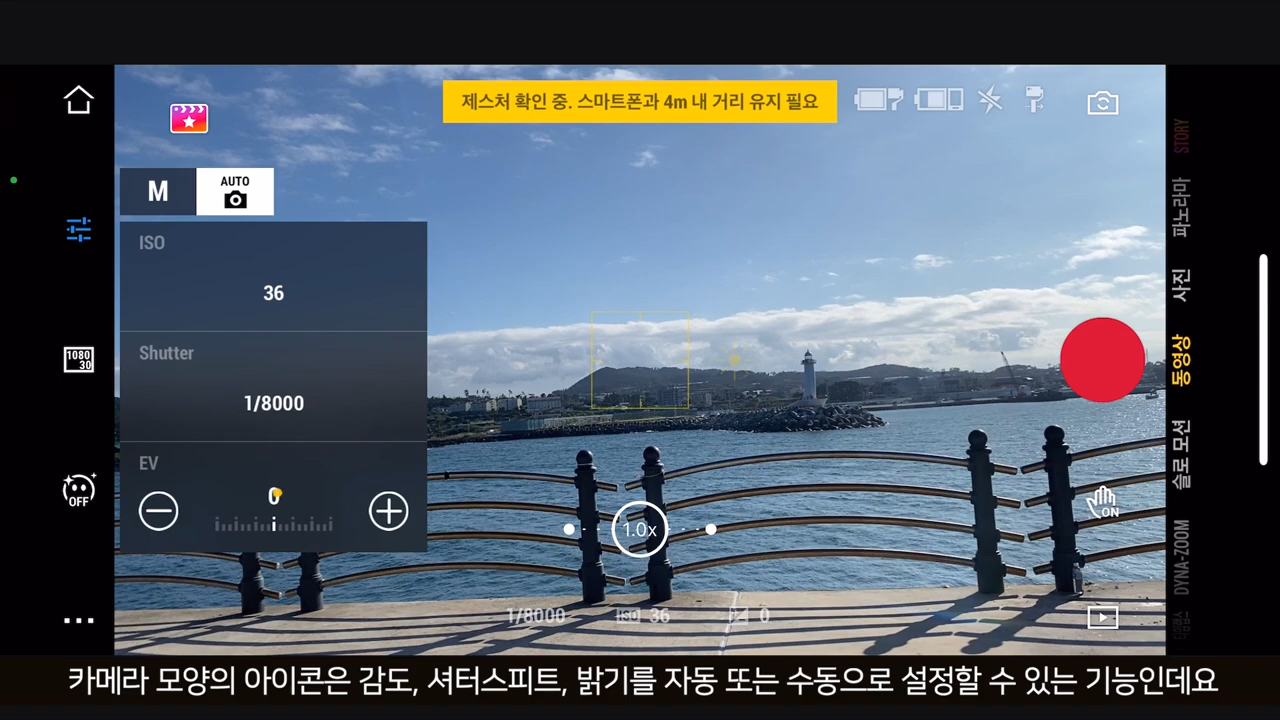 제스처 확인 중. 스마트폰과 4m 내 거리 유지 필요
M
AUTO
ISO
36
Shutter
1/8000
EV
0
1080
30
OFF
1.0x
1/8000 ISO 36 0
ON
STORY
파노라마
사진
동영상
슬로 모션
DYNA-ZOOM
카메라 모양의 아이콘은 감도, 셔터스피트, 밝기를 자동 또는 수동으로 설정할 수 있는 기능인데요